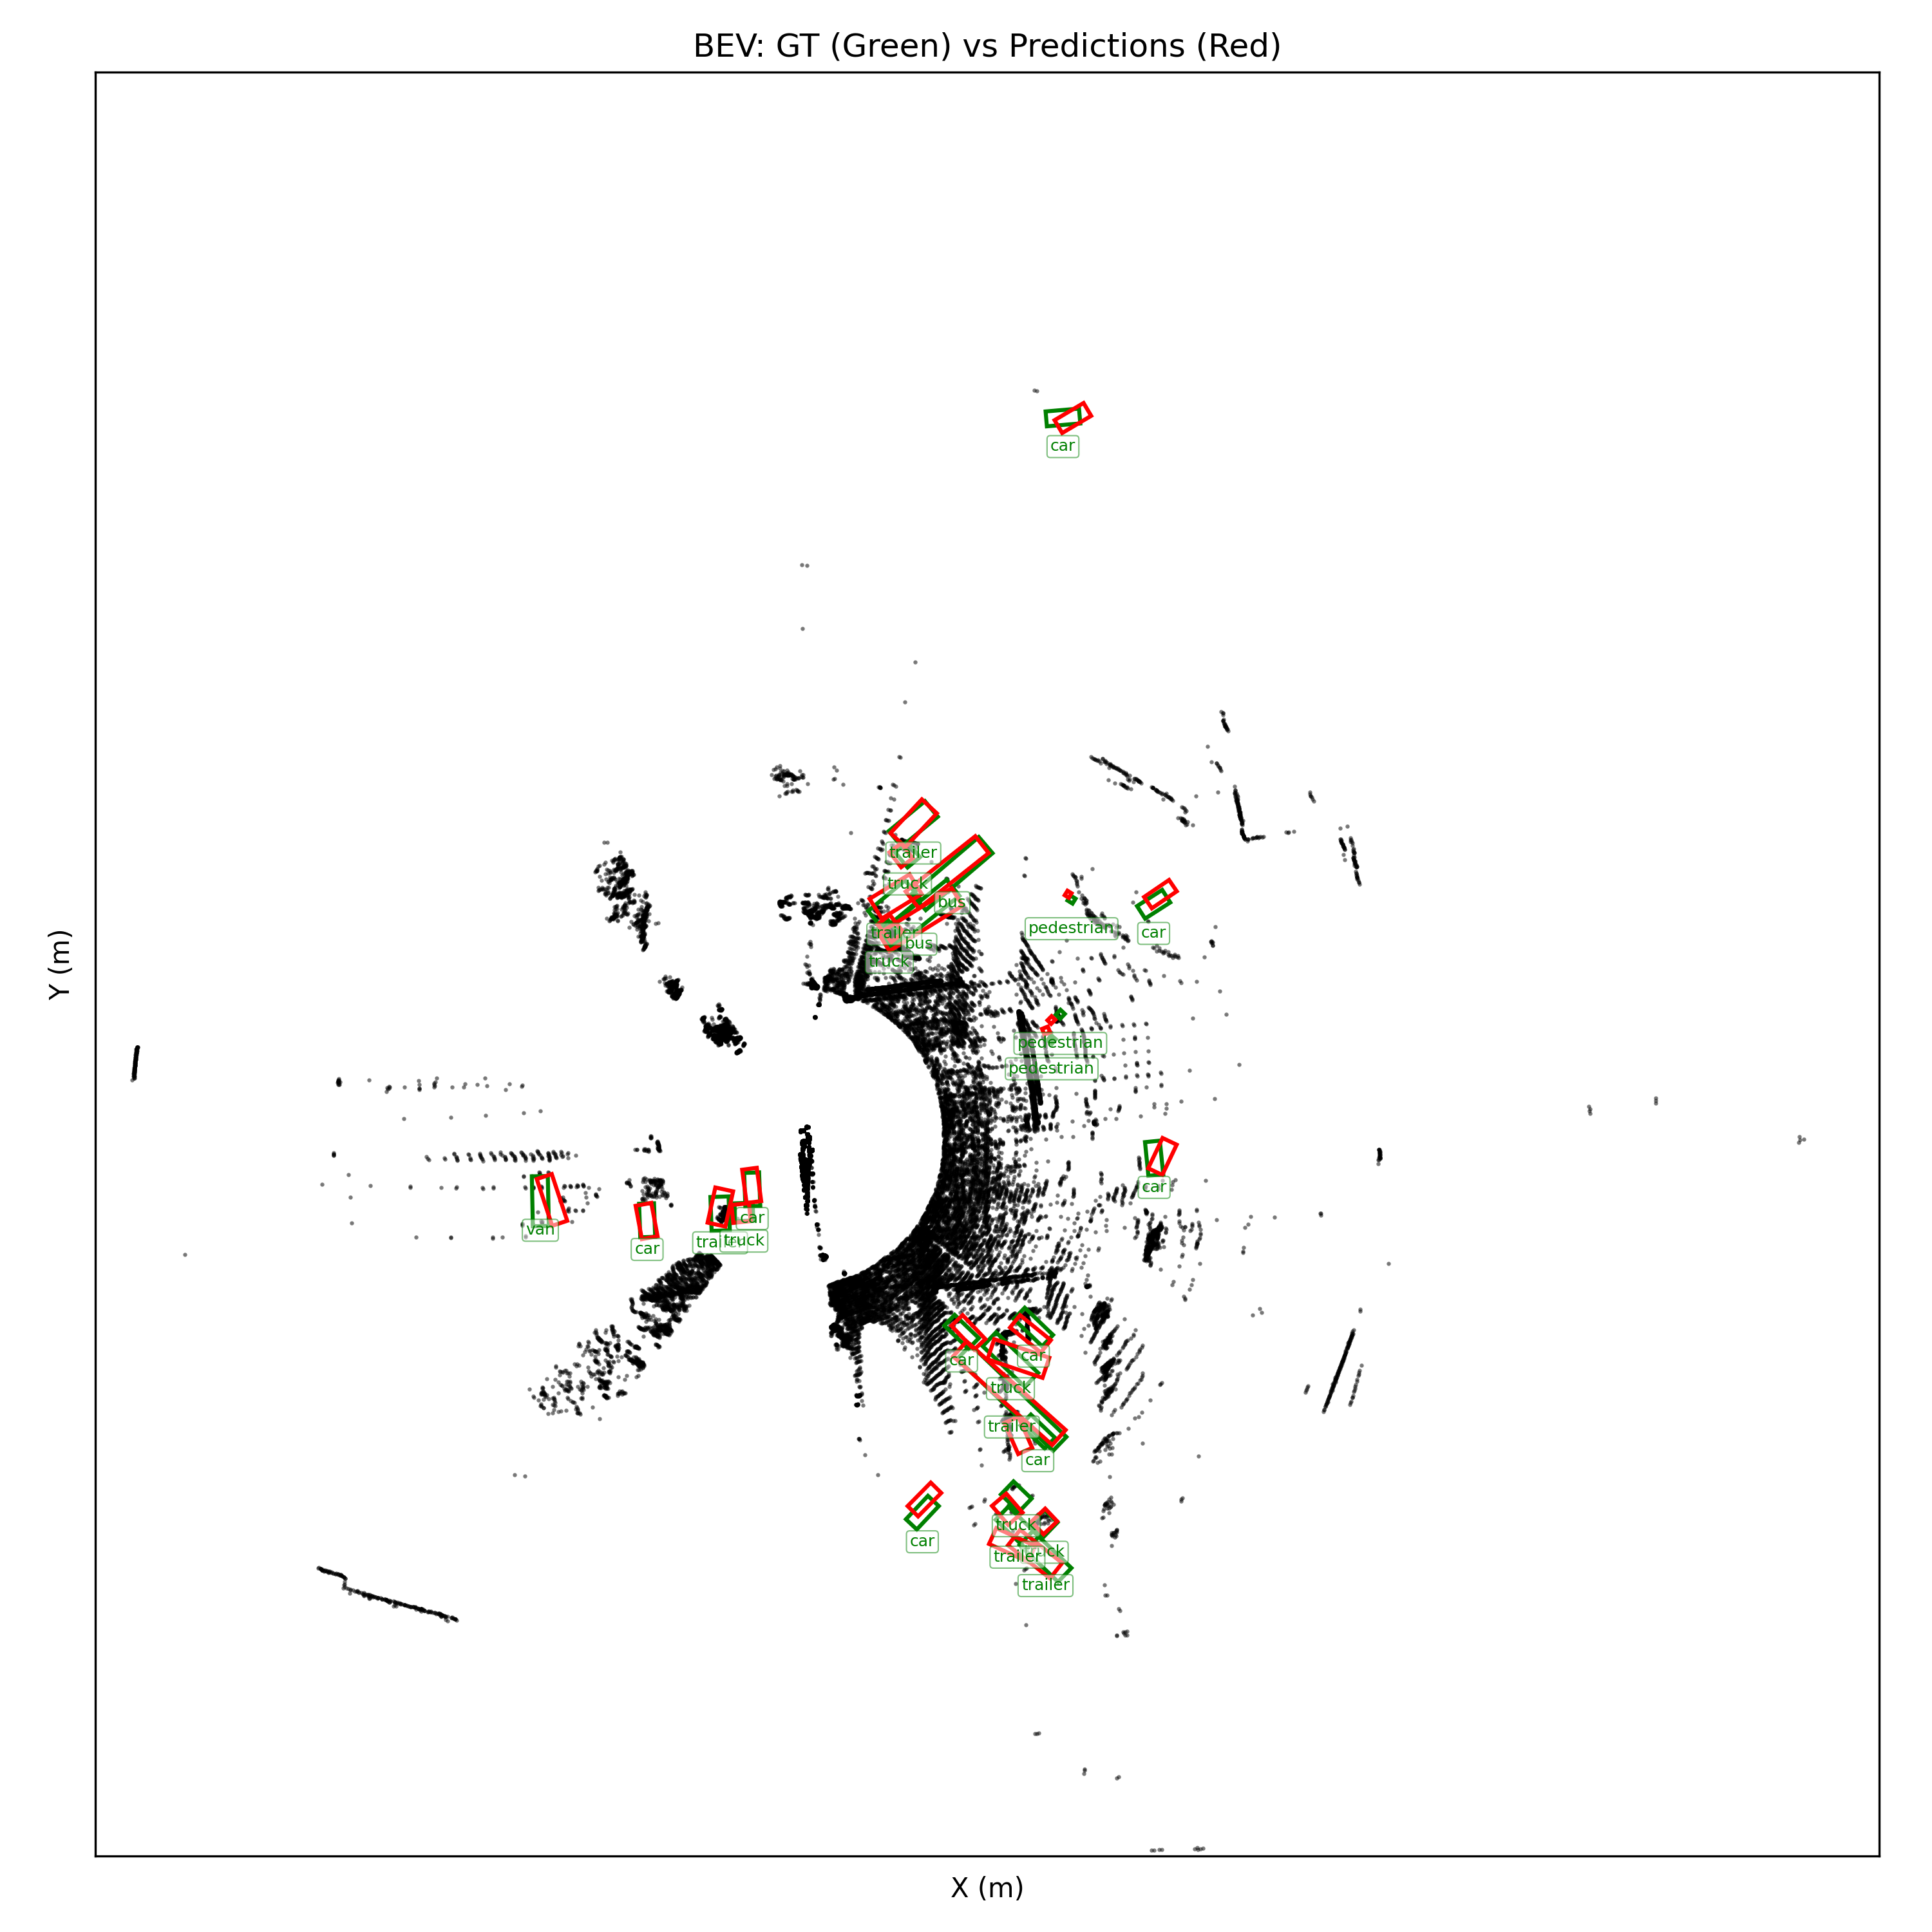 BEV: GT (Green) vs Predictions (Red)
car
trailer
truck
bus
pedestrian
car
trailer
bus
truck
pedestrian
pedestrian
car
car
van
trailer
truck
car
car
car
truck
trailer
car
car
truck
truck
trailer
trailer
Y (m)
X (m)